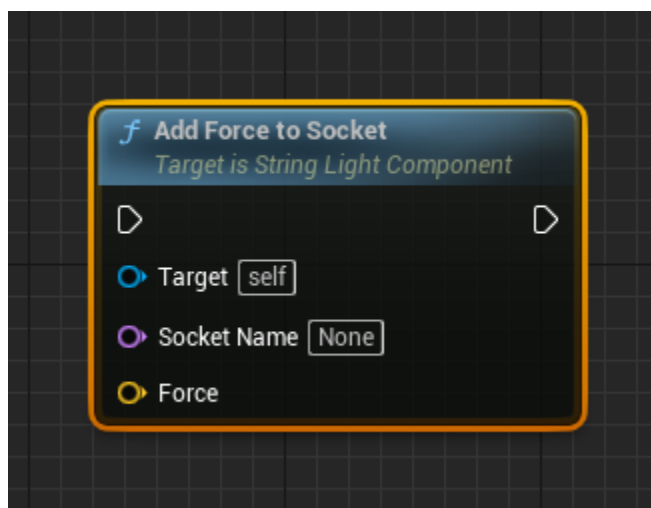 f Add Force to Socket
Target is String Light Component
Target self
Socket Name None
Force